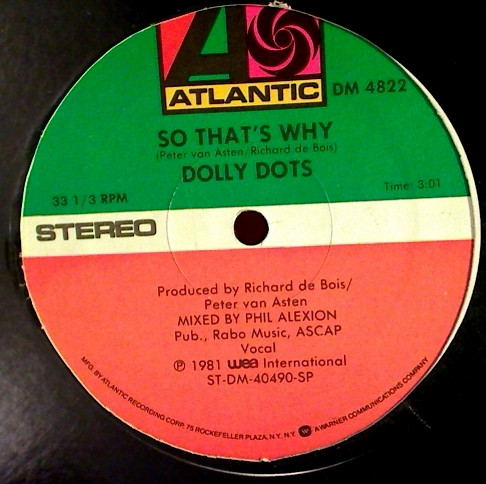 ATLANTIC
DM 4822
SO THAT'S WHY
(Peter van Asten/Richard de Bois)
DOLLY DOTS
33 1/3 RPM
Time: 3:01
STEREO
Produced by Richard de Bois/
Peter van Asten
MIXED BY PHIL ALEXION
Pub., Rabo Music, ASCAP
Vocal
℗ 1981 wea International
ST-DM-40490-SP
MFG. BY ATLANTIC RECORDING CORP. 75 ROCKEFELLER PLAZA, N.Y. N.Y. A WARNER COMMUNICATIONS COMPANY